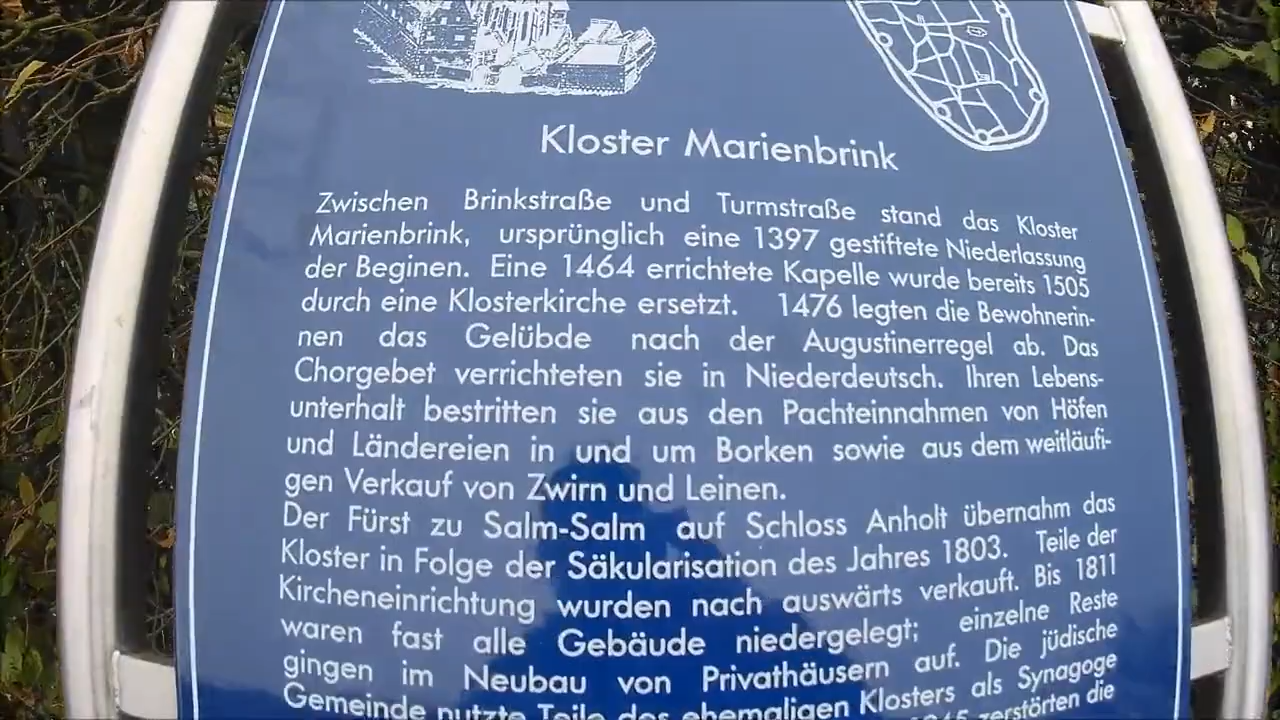 Kloster Marienbrink
Zwischen Brinkstraße und Turmstraße stand das Kloster
Marienbrink, ursprünglich eine 1397 gestiftete Niederlassung
der Beginen. Eine 1464 errichtete Kapelle wurde bereits 1505
durch eine Klosterkirche ersetzt. 1476 legten die Bewohnerin-
nen das Gelübde nach der Augustinerregel ab. Das
Chorgebet verrichteten sie in Niederdeutsch. Ihren Lebens-
unterhalt bestritten sie aus den Pachteinnahmen von Höfen
und Ländereien in und um Borken sowie aus dem weitläufi-
gen Verkauf von Zwirn und Leinen.
Der Fürst zu Salm-Salm auf Schloss Anholt übernahm das
Kloster in Folge der Säkularisation des Jahres 1803. Teile der
Kircheneinrichtung wurden nach auswärts verkauft. Bis 1811
waren fast alle Gebäude niedergelegt; einzelne Reste
gingen im Neubau von Privathäusern auf. Die jüdische
Gemeinde nutzte Teile des ehemaligen Klosters als Synagoge
zerstörten die